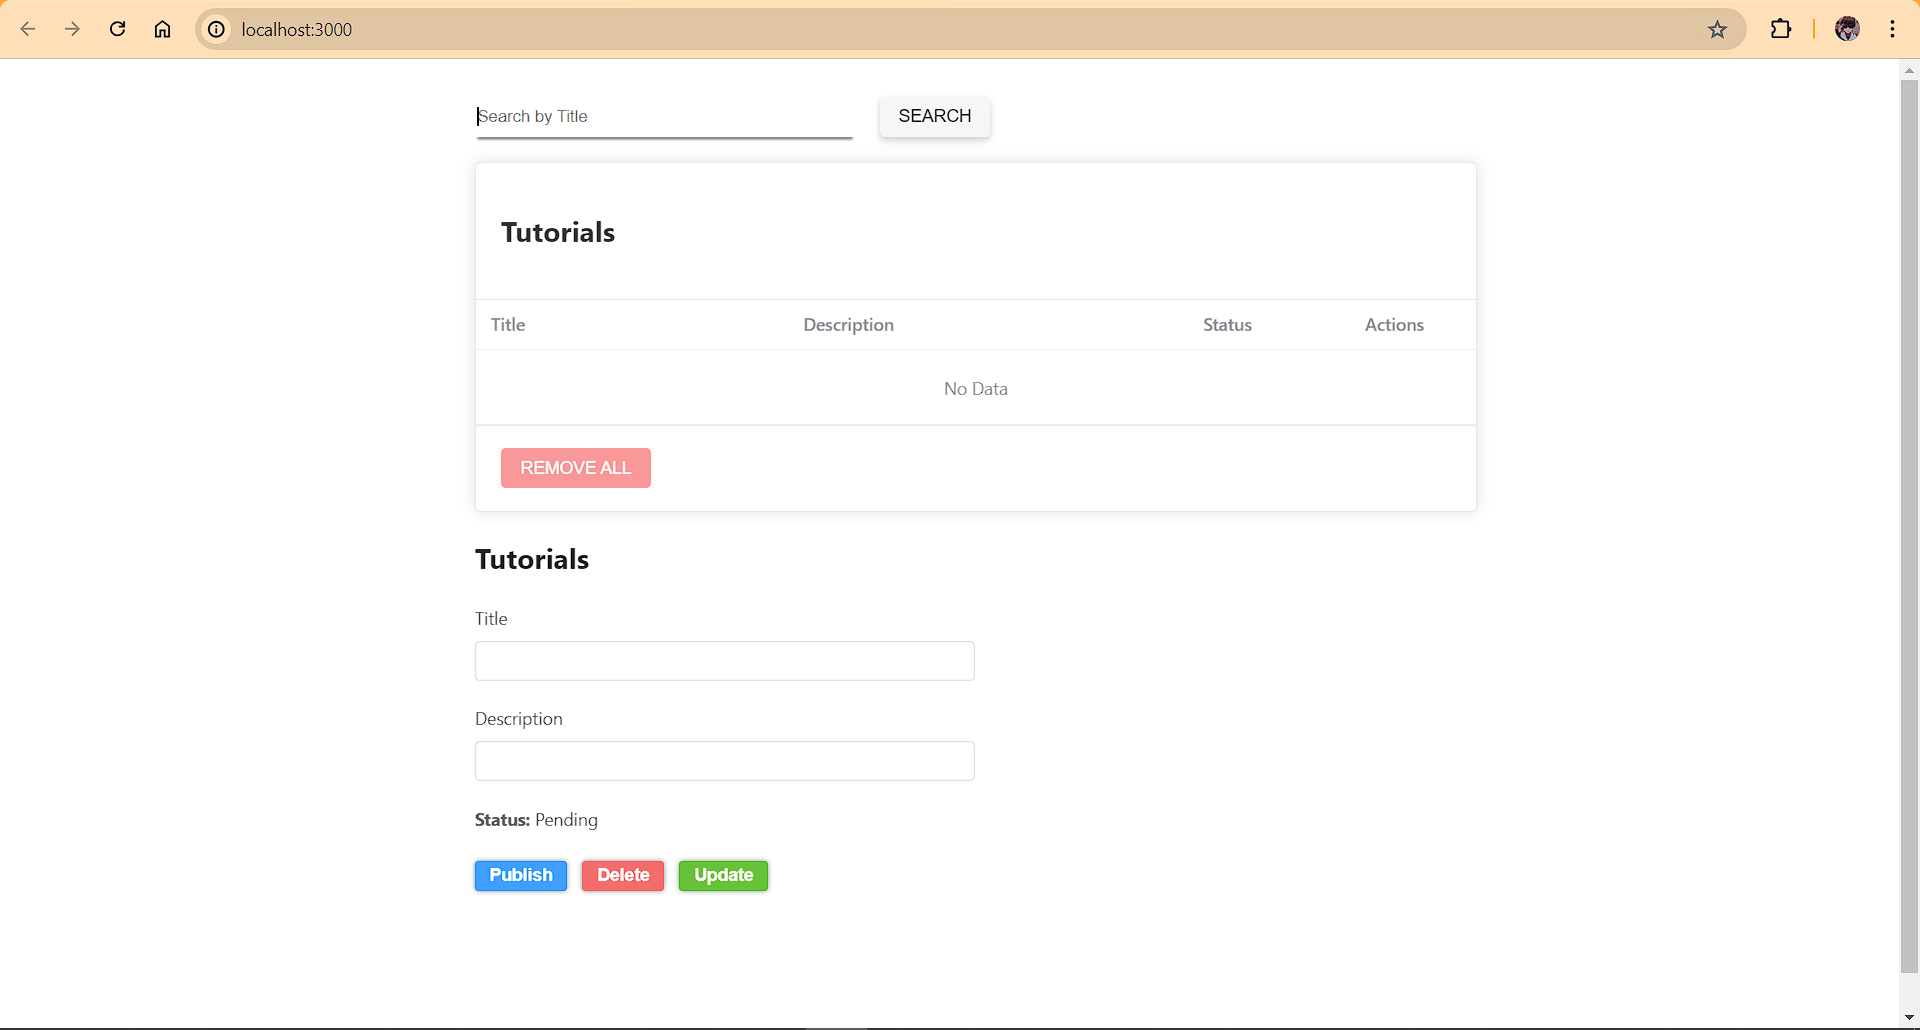 localhost:3000
Search by Title SEARCH
Tutorials
Title Description Status Actions
No Data
REMOVE ALL
Tutorials
Title
Description
Status: Pending
Publish Delete Update